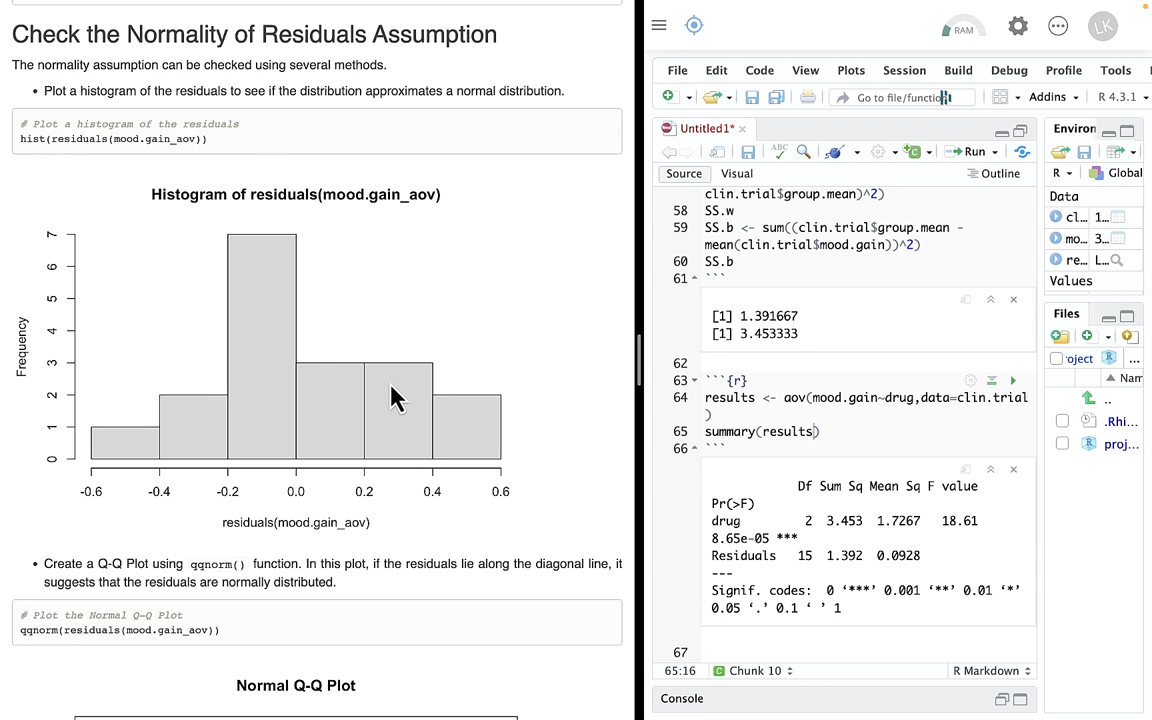 Check the Normality of Residuals Assumption
The normality assumption can be checked using several methods.
• Plot a histogram of the residuals to see if the distribution approximates a normal distribution.
# Plot a histogram of the residuals
hist(residuals(mood.gain_aov))
Histogram of residuals(mood.gain_aov)
Frequency
7
6
5
4
3
2
1
0
-0.6 -0.4 -0.2 0.0 0.2 0.4 0.6
residuals(mood.gain_aov)
• Create a Q-Q Plot using qqnorm() function. In this plot, if the residuals lie along the diagonal line, it
suggests that the residuals are normally distributed.
# Plot the Normal Q-Q Plot
qqnorm(residuals(mood.gain_aov))
Normal Q-Q Plot
RAM
LK
File Edit Code View Plots Session Build Debug Profile Tools
Go to file/function
Addins
R 4.3.1
Untitled1*
ABC
Run
Source Visual
Outline
clin.trial$group.mean)^2)
58 SS.w
59 SS.b <- sum((clin.trial$group.mean -
mean(clin.trial$mood.gain))^2)
60 SS.b
61 ```
[1] 1.391667
[1] 3.453333
62
63 ```{r}
64 results <- aov(mood.gain~drug,data=clin.trial
)
65 summary(results)
66 ```
Df Sum Sq Mean Sq F value
Pr(>F)
drug 2 3.453 1.7267 18.61
8.65e-05 ***
Residuals 15 1.392 0.0928
---
Signif. codes: 0 ‘***’ 0.001 ‘**’ 0.01 ‘*’
0.05 ‘.’ 0.1 ‘ ’ 1
67
65:16 Chunk 10 R Markdown
Console
Environ
R Global
Data
cl... 1...
mo... 3...
re... L...
Values
Files
roject R ...
Nam
..
.Rhi...
proj...